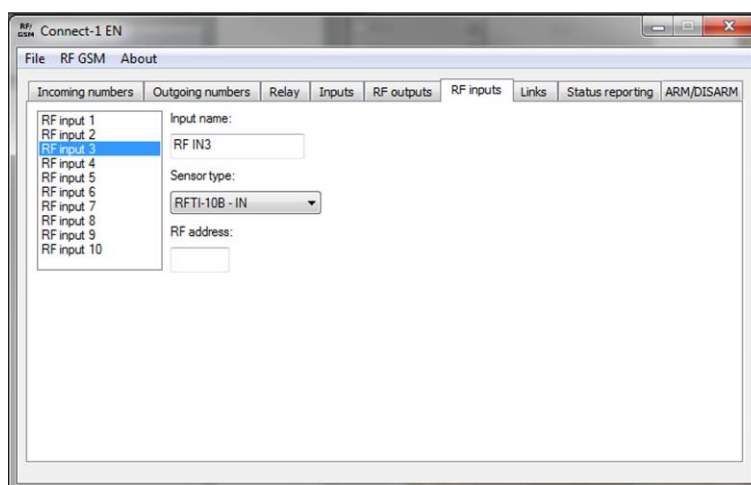 RF/GSM Connect-1 EN
File RF GSM About
Incoming numbers Outgoing numbers Relay Inputs RF outputs RF inputs Links Status reporting ARM/DISARM
RF input 1
RF input 2
RF input 3
RF input 4
RF input 5
RF input 6
RF input 7
RF input 8
RF input 9
RF input 10
Input name:
RF IN3
Sensor type:
RFTI-10B - IN
RF address: